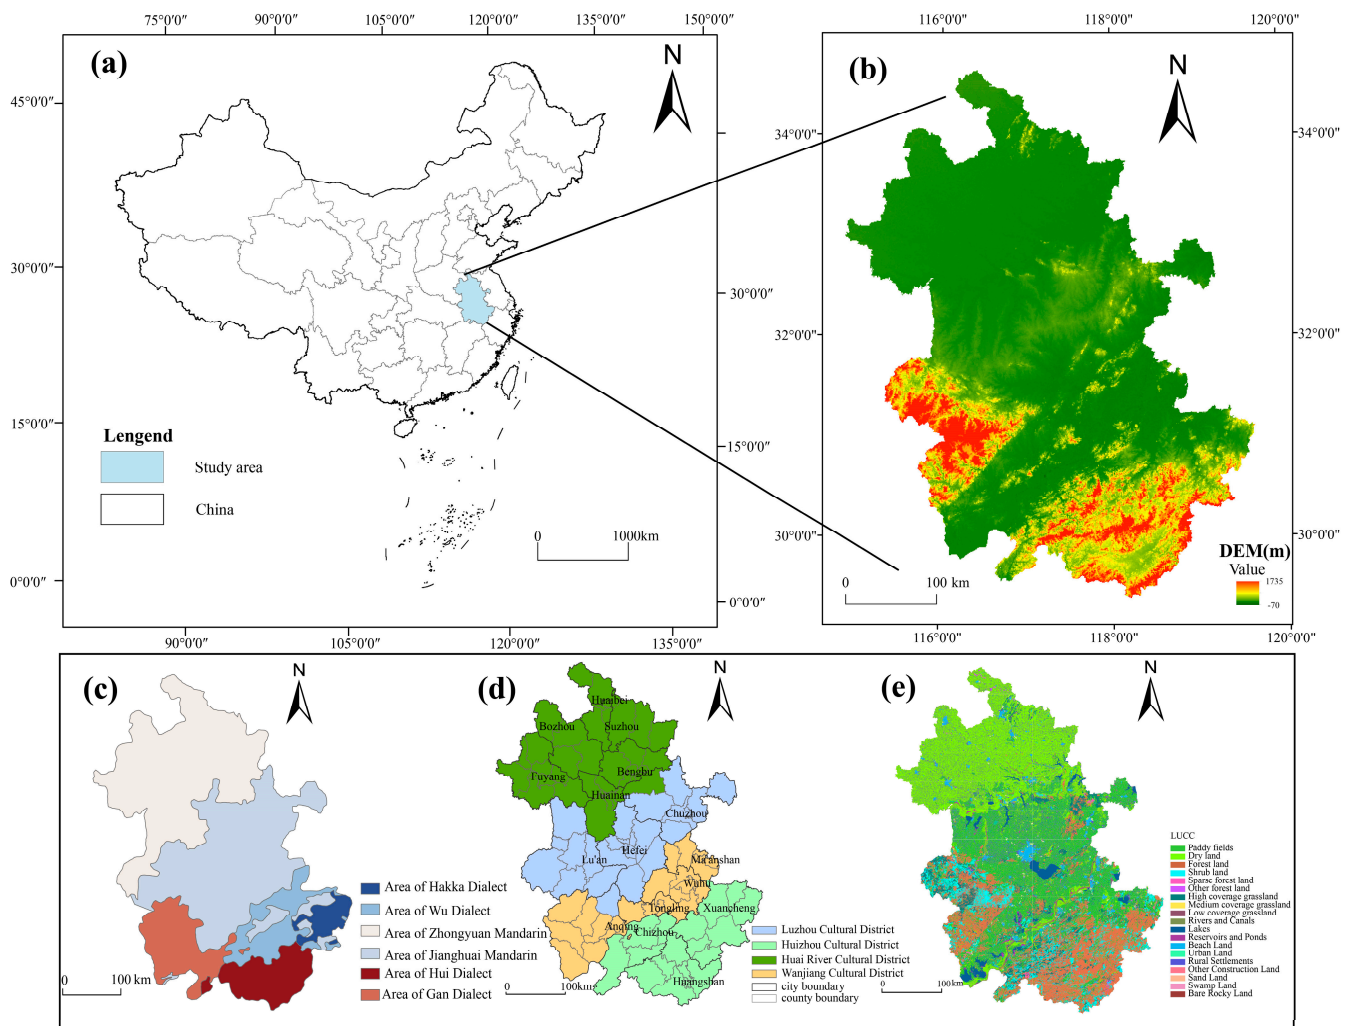 75°0'0"
90°0'0"
105°0'0"
120°0'0"
135°0'0"
150°0'0"
(a)
N
45°0'0"
30°0'0"
15°0'0"
0°0'0"
30°0'0"
15°0'0"
0°0'0"
Lengend
Study area
China
0
1000km
90°0'0"
105°0'0"
120°0'0"
135°0'0"
116°0'0"
118°0'0"
120°0'0"
(b)
N
34°0'0"
32°0'0"
30°0'0"
34°0'0"
32°0'0"
30°0'0"
DEM(m)
Value
1735
-70
0
100 km
116°0'0"
118°0'0"
120°0'0"
(c)
N
Area of Hakka Dialect
Area of Wu Dialect
Area of Zhongyuan Mandarin
Area of Jianghuai Mandarin
Area of Hui Dialect
Area of Gan Dialect
0
100 km
(d)
N
Huaibei
Bozhou
Suzhou
Fuyang
Bengbu
Huainan
Chuzhou
Hefei
Lu'an
Ma'anshan
Wuhu
Tongling
Xuancheng
Anqing
Chizhou
Huangshan
Luzhou Cultural District
Huizhou Cultural District
Huai River Cultural District
Wanjiang Cultural District
city boundary
county boundary
0
100km
(e)
N
LUCC
Paddy fields
Dry land
Forest land
Shrub land
Sparse forest land
Other forest land
High coverage grassland
Medium coverage grassland
Low coverage grassland
Rivers and Canals
Lakes
Reservoirs and Ponds
Beach Land
Urban Land
Rural Settlements
Other Construction Land
Sand Land
Swamp Land
Bare Rocky Land
0
100km